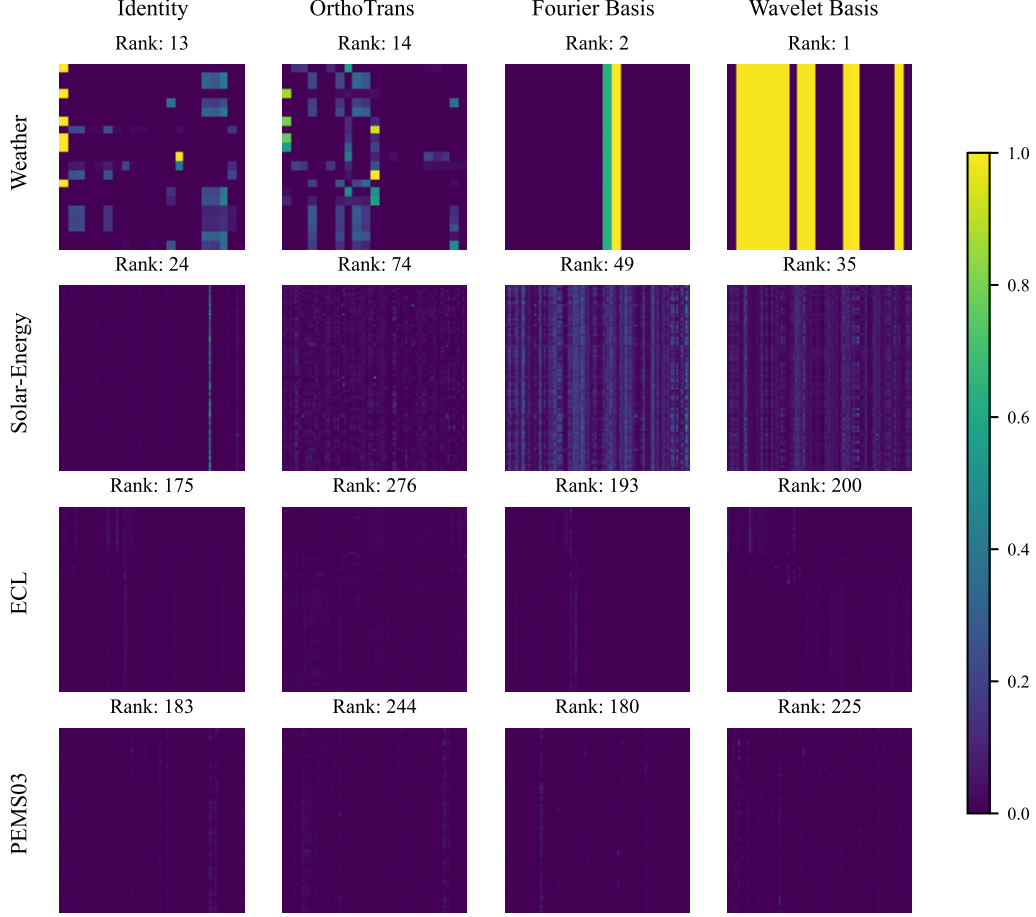 Identity OrthoTrans Fourier Basis Wavelet Basis
Rank: 13 Rank: 14 Rank: 2 Rank: 1
Weather
Rank: 24 Rank: 74 Rank: 49 Rank: 35
Solar-Energy
Rank: 175 Rank: 276 Rank: 193 Rank: 200
ECL
Rank: 183 Rank: 244 Rank: 180 Rank: 225
PEMS03
1.0
0.8
0.6
0.4
0.2
0.0